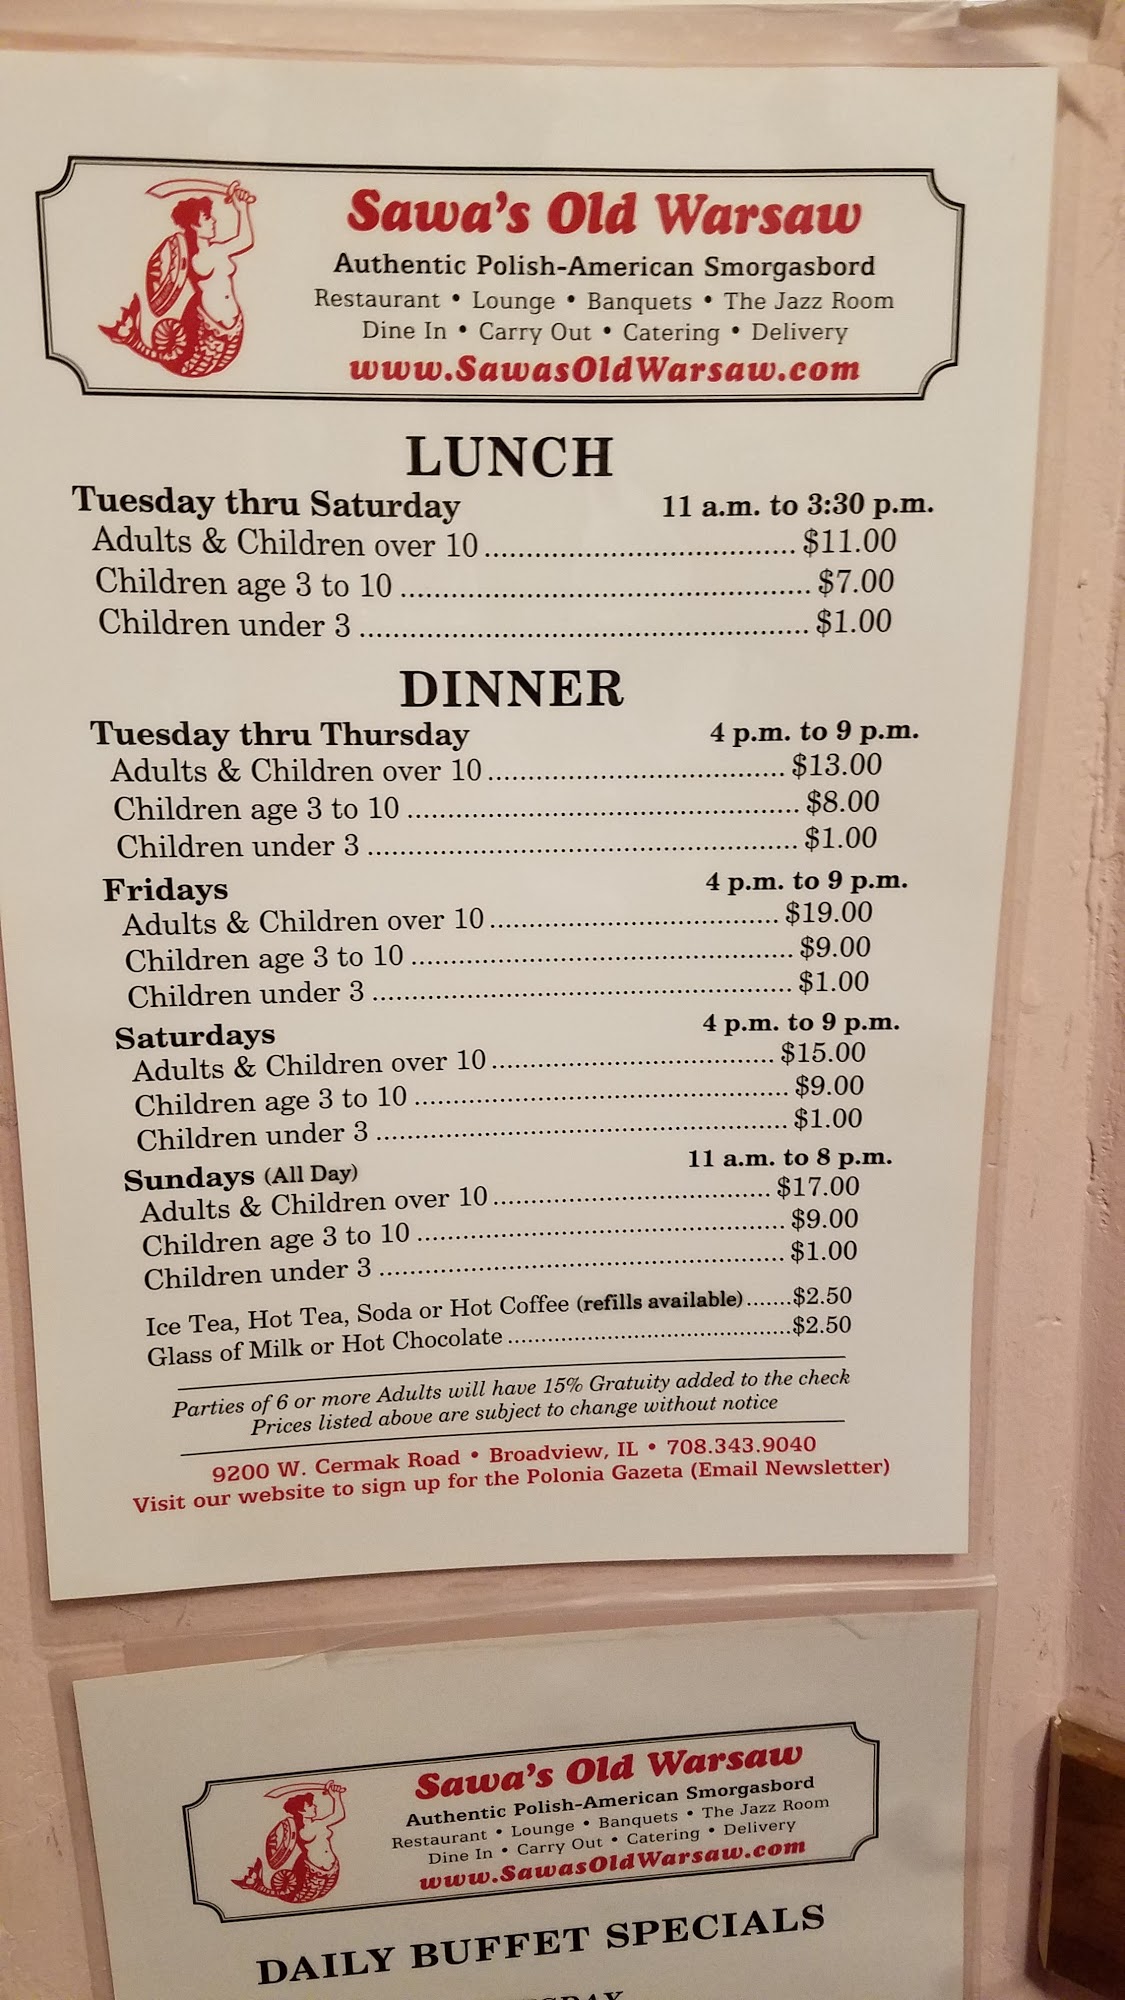 Sawa's Old Warsaw
Authentic Polish-American Smorgasbord
Restaurant • Lounge • Banquets • The Jazz Room
Dine In • Carry Out • Catering • Delivery
www.SawasOldWarsaw.com
LUNCH
Tuesday thru Saturday 11 a.m. to 3:30 p.m.
Adults & Children over 10 ....................................... $11.00
Children age 3 to 10 ................................................... $7.00
Children under 3 ........................................................ $1.00
DINNER
Tuesday thru Thursday 4 p.m. to 9 p.m.
Adults & Children over 10 ..................................... $13.00
Children age 3 to 10 ................................................. $8.00
Children under 3 ...................................................... $1.00
Fridays 4 p.m. to 9 p.m.
Adults & Children over 10 .................................... $19.00
Children age 3 to 10 ................................................ $9.00
Children under 3 ..................................................... $1.00
Saturdays 4 p.m. to 9 p.m.
Adults & Children over 10 .................................... $15.00
Children age 3 to 10 ................................................ $9.00
Children under 3 ..................................................... $1.00
Sundays (All Day) 11 a.m. to 8 p.m.
Adults & Children over 10 .................................... $17.00
Children age 3 to 10 ................................................ $9.00
Children under 3 ..................................................... $1.00
Ice Tea, Hot Tea, Soda or Hot Coffee (refills available) ....... $2.50
Glass of Milk or Hot Chocolate ........................................ $2.50
Parties of 6 or more Adults will have 15% Gratuity added to the check
Prices listed above are subject to change without notice
9200 W. Cermak Road • Broadview, IL • 708.343.9040
Visit our website to sign up for the Polonia Gazeta (Email Newsletter)
Sawa's Old Warsaw
Authentic Polish-American Smorgasbord
Restaurant • Lounge • Banquets • The Jazz Room
Dine In • Carry Out • Catering • Delivery
www.SawasOldWarsaw.com
DAILY BUFFET SPECIALS